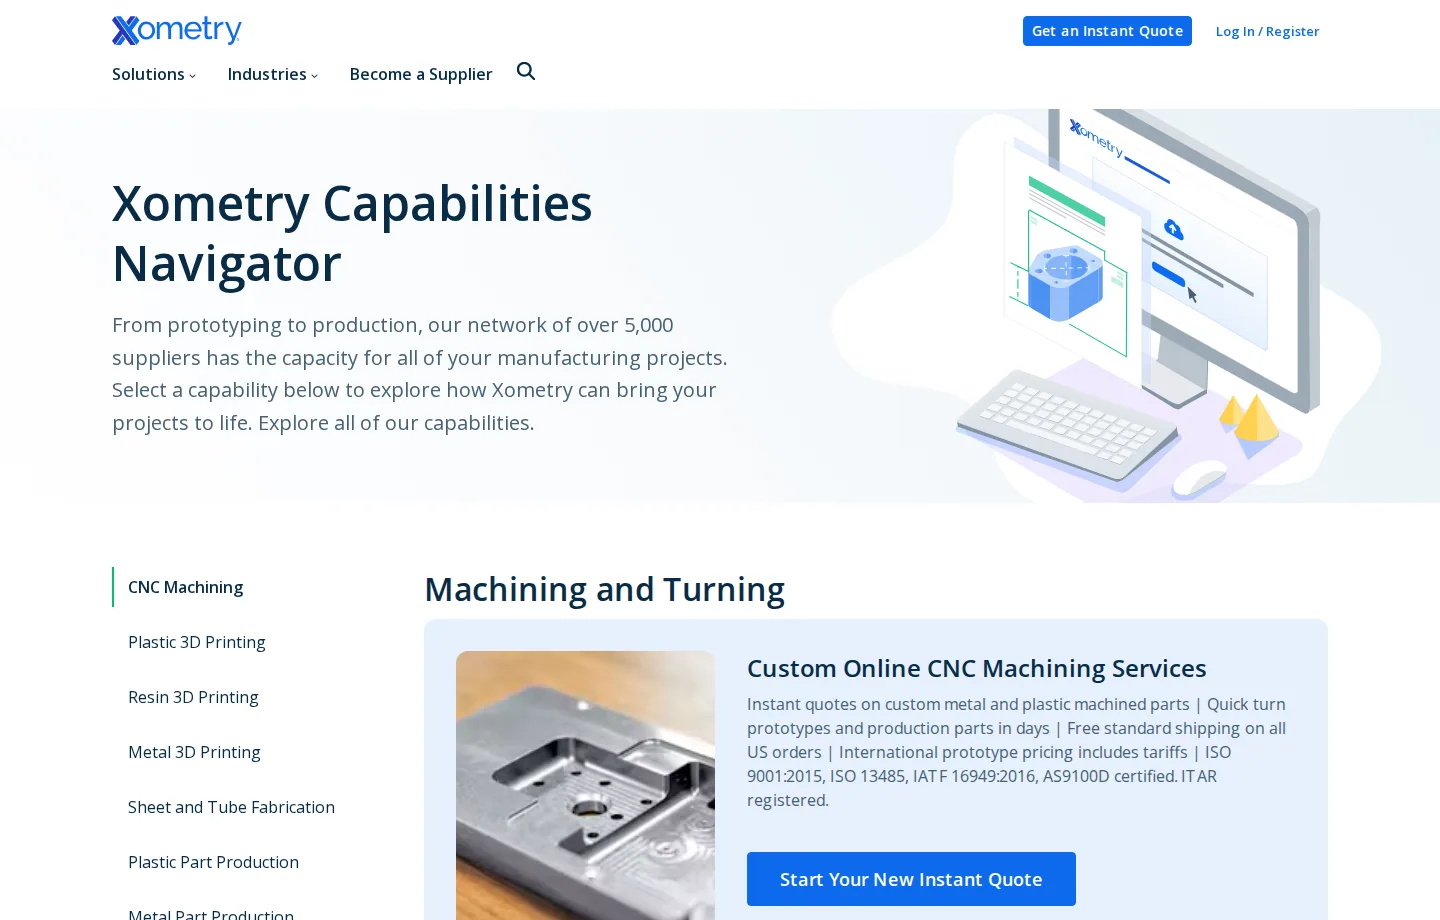 Xometry
Get an Instant Quote
Log In / Register
Solutions
Industries
Become a Supplier
Xometry
Xometry Capabilities
Navigator
From prototyping to production, our network of over 5,000
suppliers has the capacity for all of your manufacturing projects.
Select a capability below to explore how Xometry can bring your
projects to life. Explore all of our capabilities.
CNC Machining
Plastic 3D Printing
Resin 3D Printing
Metal 3D Printing
Sheet and Tube Fabrication
Plastic Part Production
Metal Part Production
Machining and Turning
Custom Online CNC Machining Services
Instant quotes on custom metal and plastic machined parts | Quick turn
prototypes and production parts in days | Free standard shipping on all
US orders | International prototype pricing includes tariffs | ISO
9001:2015, ISO 13485, IATF 16949:2016, AS9100D certified. ITAR
registered.
Start Your New Instant Quote